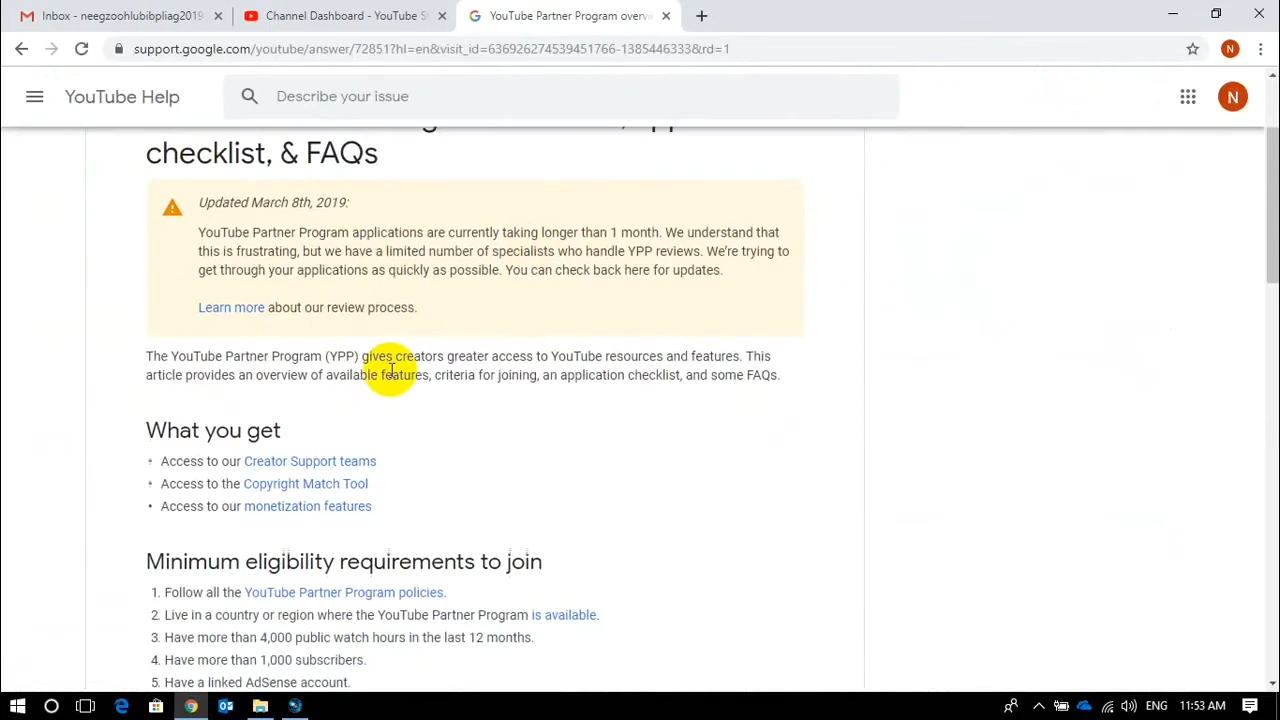 Inbox - neegzoohlubibpliag2019
Channel Dashboard - YouTube S
YouTube Partner Program overv
support.google.com/youtube/answer/72851?hl=en&visit_id=636926274539451766-1385446333&rd=1
N
YouTube Help
Describe your issue
N
checklist, & FAQs
Updated March 8th, 2019:
YouTube Partner Program applications are currently taking longer than 1 month. We understand that
this is frustrating, but we have a limited number of specialists who handle YPP reviews. We're trying to
get through your applications as quickly as possible. You can check back here for updates.
Learn more about our review process.
The YouTube Partner Program (YPP) gives creators greater access to YouTube resources and features. This
article provides an overview of available features, criteria for joining, an application checklist, and some FAQs.
What you get
• Access to our Creator Support teams
• Access to the Copyright Match Tool
• Access to our monetization features
Minimum eligibility requirements to join
1. Follow all the YouTube Partner Program policies.
2. Live in a country or region where the YouTube Partner Program is available.
3. Have more than 4,000 public watch hours in the last 12 months.
4. Have more than 1,000 subscribers.
5. Have a linked AdSense account.
ENG
11:53 AM